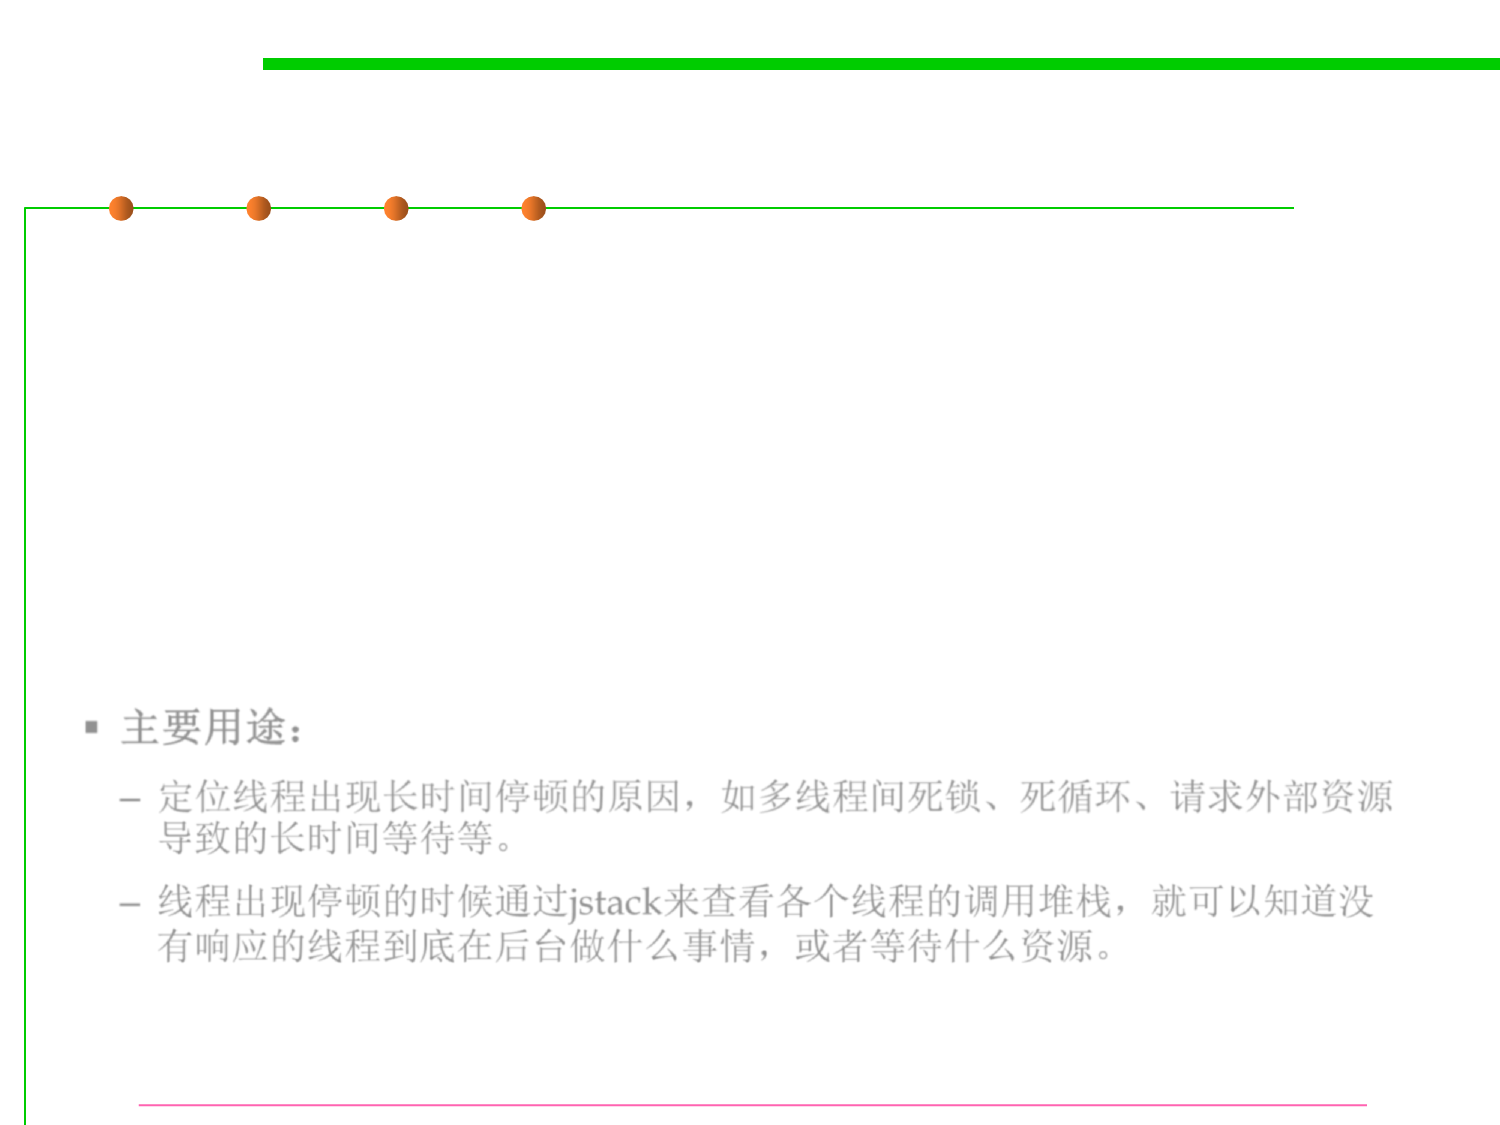 ▪ 主要用途：
– 定位线程出现长时间停顿的原因，如多线程间死锁、死循环、请求外部资源
导致的长时间等待等。
– 线程出现停顿的时候通过jstack来查看各个线程的调用堆栈，就可以知道没
有响应的线程到底在后台做什么事情，或者等待什么资源。